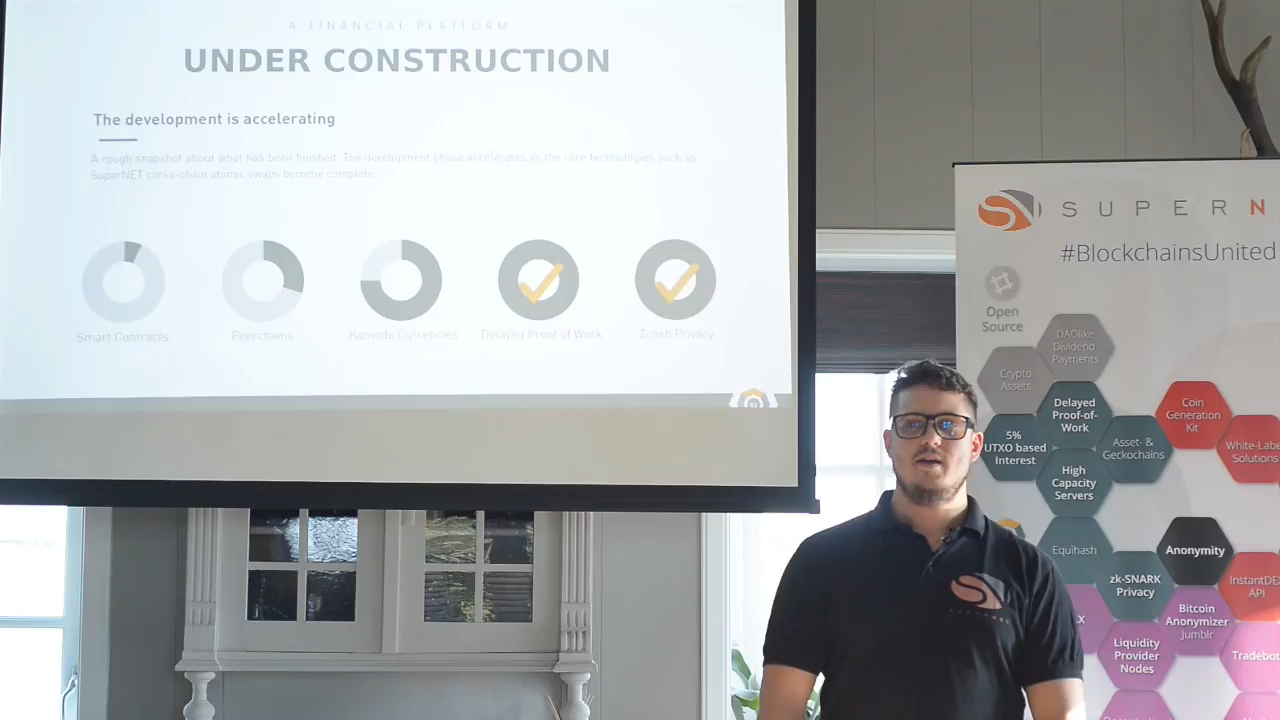 A FINANCIAL PLATFORM
UNDER CONSTRUCTION
The development is accelerating
A rough snapshot about what has been finished. The development phase accelerates as the core technologies such as
SuperNET corss-chain atomic swaps become complete.
Smart Contracts
Peerchains
Komodo Currencies
Delayed Proof of Work
Zcash Privacy
SUPERN
#BlockchainsUnited
Open
Source
DAOlike
Dividend
Payments
Crypto
Assets
Delayed
Proof-of-
Work
Coin
Generation
Kit
5%
UTXO based
Interest
Asset- &
Geckochains
White-Labe
Solutions
High
Capacity
Servers
Equihash
Anonymity
zk-SNARK
Privacy
InstantDEX
API
X
Bitcoin
Anonymizer
Jumblr
Liquidity
Provider
Nodes
Tradebot